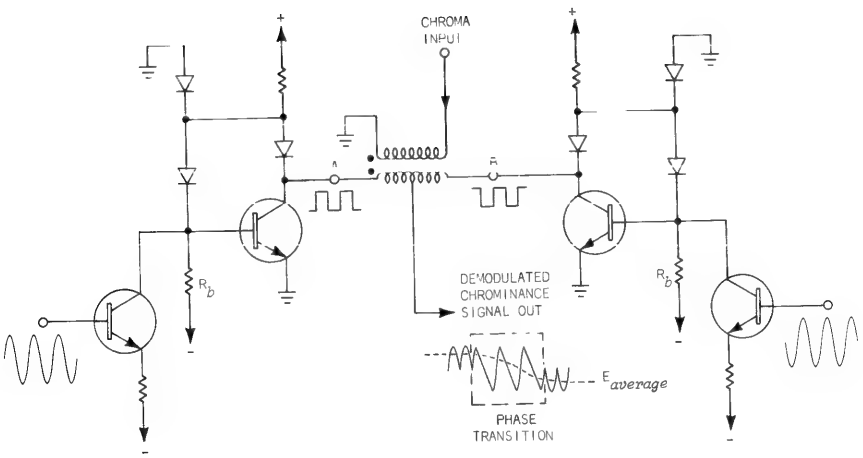 +
+
CHROMA
INPUT
A
B
R_b
R_b
DEMODULATED
CHROMINANCE
SIGNAL OUT
E_average
PHASE
TRANSITION
-
-
-
-